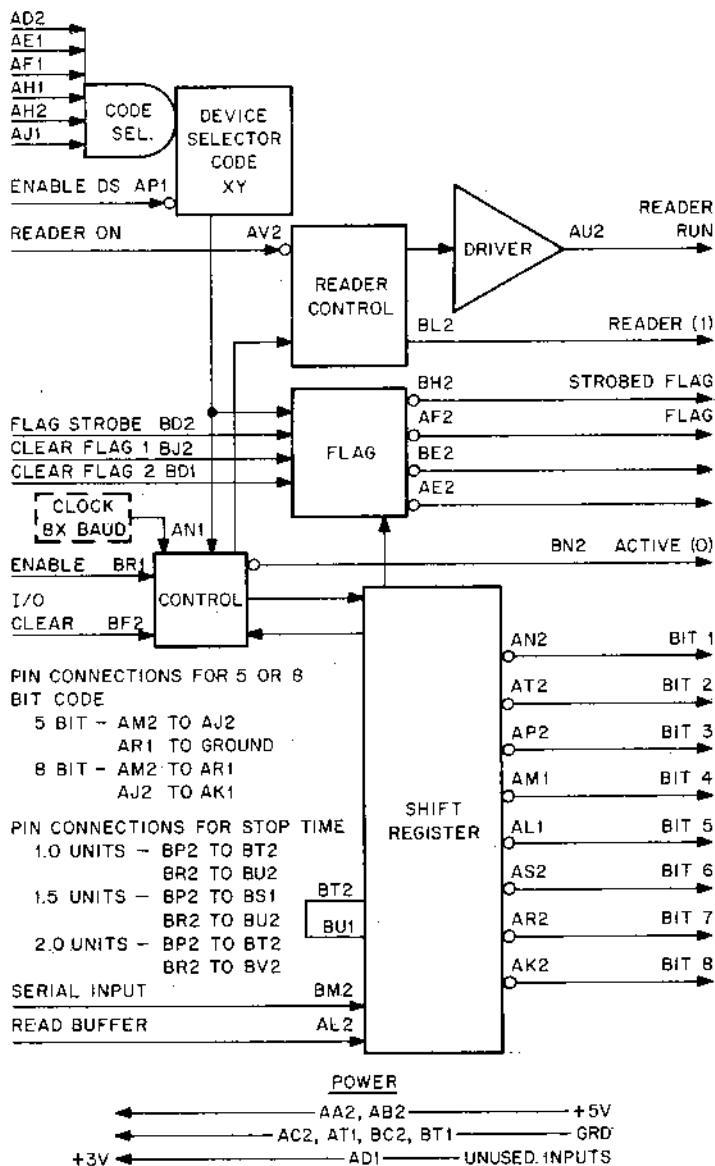 AD2
AE1
AF1
AH1
AH2
AJ1
CODE
SEL.
DEVICE
SELECTOR
CODE
XY
ENABLE DS AP1
READER ON AV2
READER
CONTROL
DRIVER
AU2
READER
RUN
BL2 READER (1)
FLAG STROBE BD2
CLEAR FLAG 1 BJ2
CLEAR FLAG 2 BD1
FLAG
BH2 STROBED FLAG
AF2 FLAG
BE2
AE2
CLOCK
8X BAUD
AN1
ENABLE BR1
I/O
CLEAR BF2
CONTROL
BN2 ACTIVE (0)
PIN CONNECTIONS FOR 5 OR 8
BIT CODE
5 BIT - AM2 TO AJ2
AR1 TO GROUND
8 BIT - AM2 TO AR1
AJ2 TO AK1
PIN CONNECTIONS FOR STOP TIME
1.0 UNITS - BP2 TO BT2
BR2 TO BU2
1.5 UNITS - BP2 TO BS1
BR2 TO BU2
2.0 UNITS - BP2 TO BT2
BR2 TO BV2
BT2
BU1
SERIAL INPUT BM2
READ BUFFER AL2
SHIFT
REGISTER
AN2 BIT 1
AT2 BIT 2
AP2 BIT 3
AM1 BIT 4
AL1 BIT 5
AS2 BIT 6
AR2 BIT 7
AK2 BIT 8
POWER
AA2, AB2 +5V
AC2, AT1, BC2, BT1 GRD
+3V AD1 UNUSED INPUTS